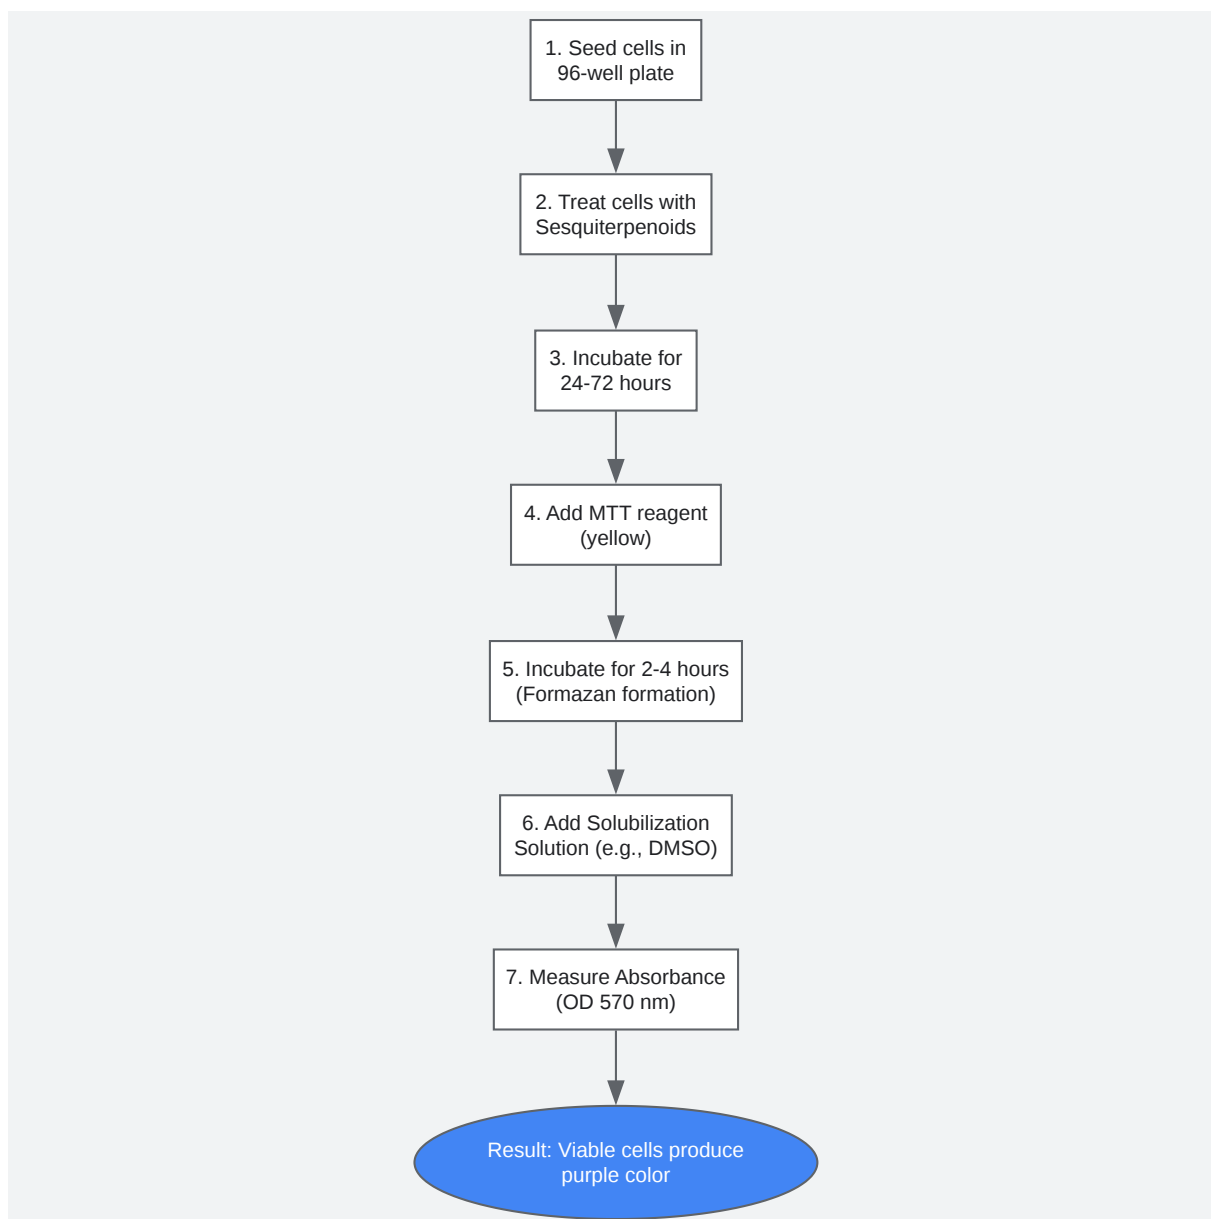 1. Seed cells in
96-well plate
2. Treat cells with
Sesquiterpenoids
3. Incubate for
24-72 hours
4. Add MTT reagent
(yellow)
5. Incubate for 2-4 hours
(Formazan formation)
6. Add Solubilization
Solution (e.g., DMSO)
7. Measure Absorbance
(OD 570 nm)
Result: Viable cells produce
purple color